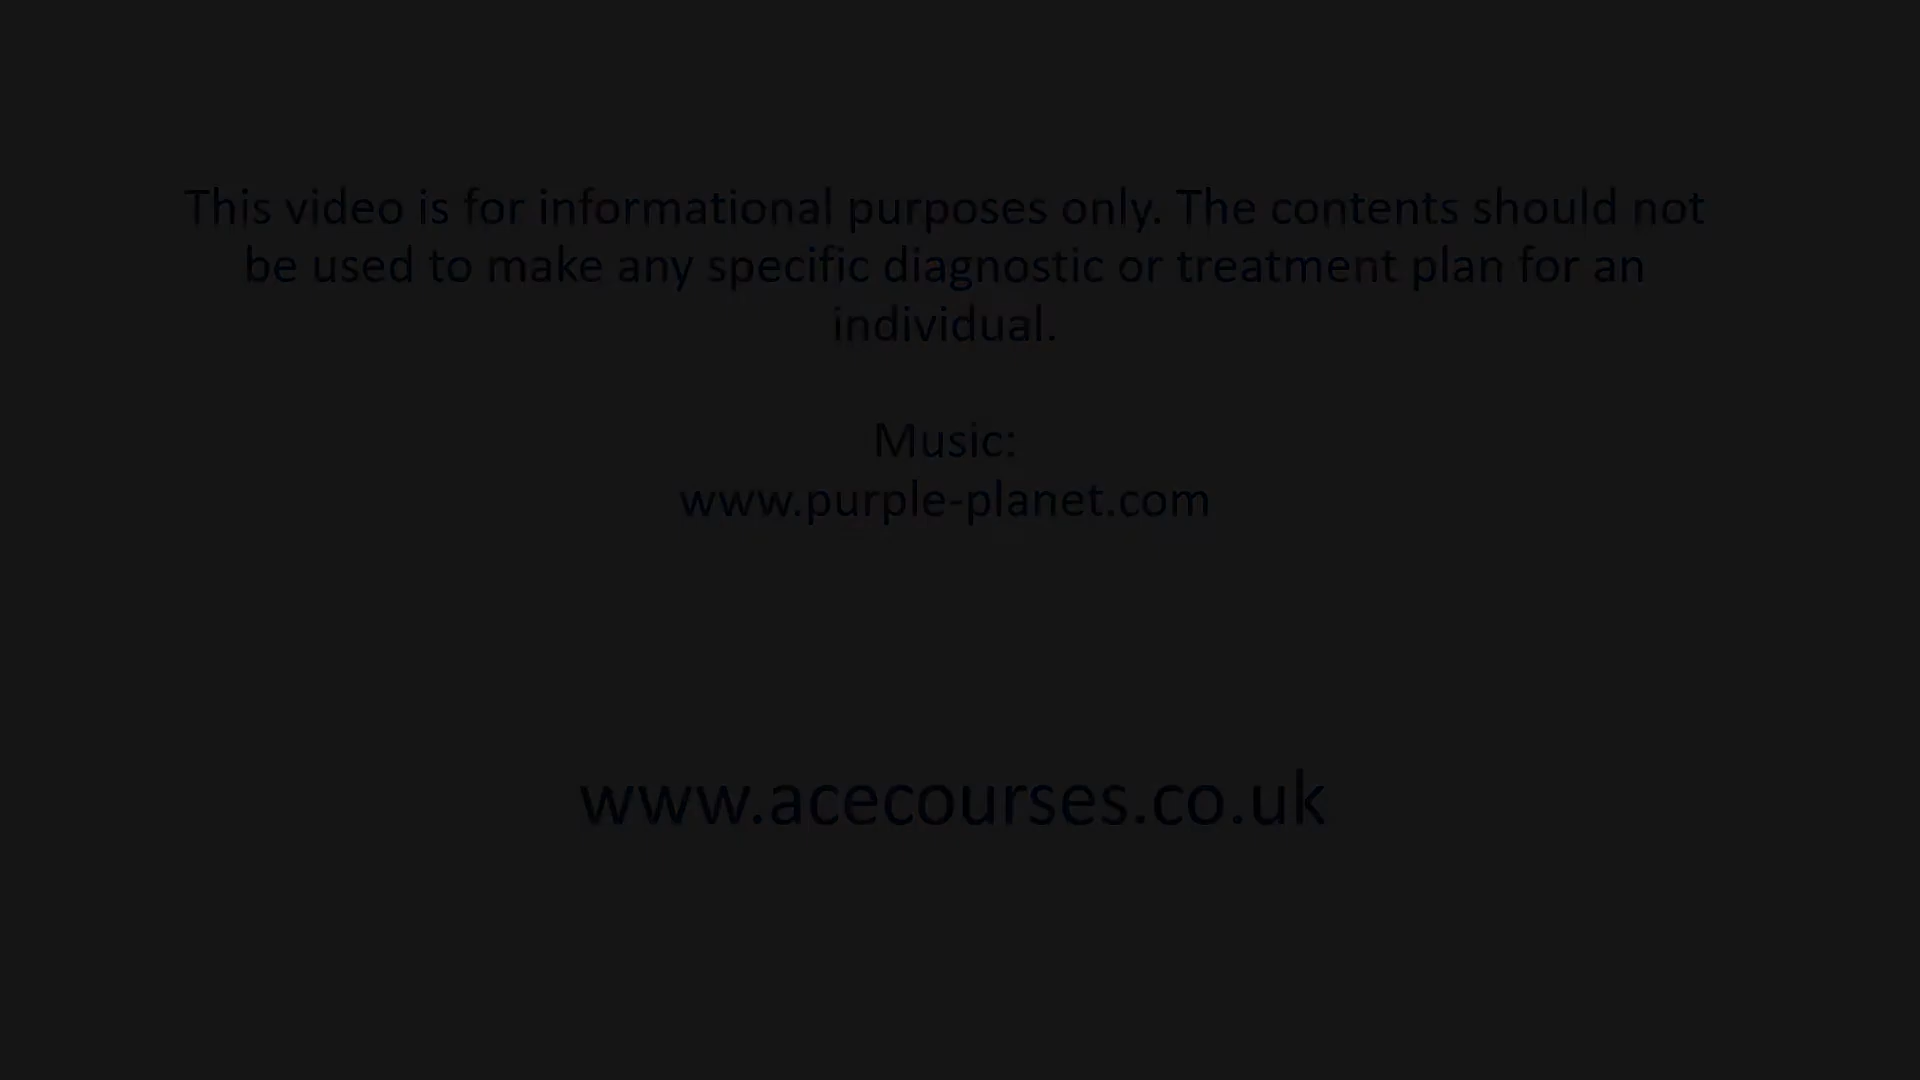 This video is for informational purposes only. The contents should not
be used to make any specific diagnostic or treatment plan for an
individual.
Music:
www.purple-planet.com
www.acecourses.co.uk